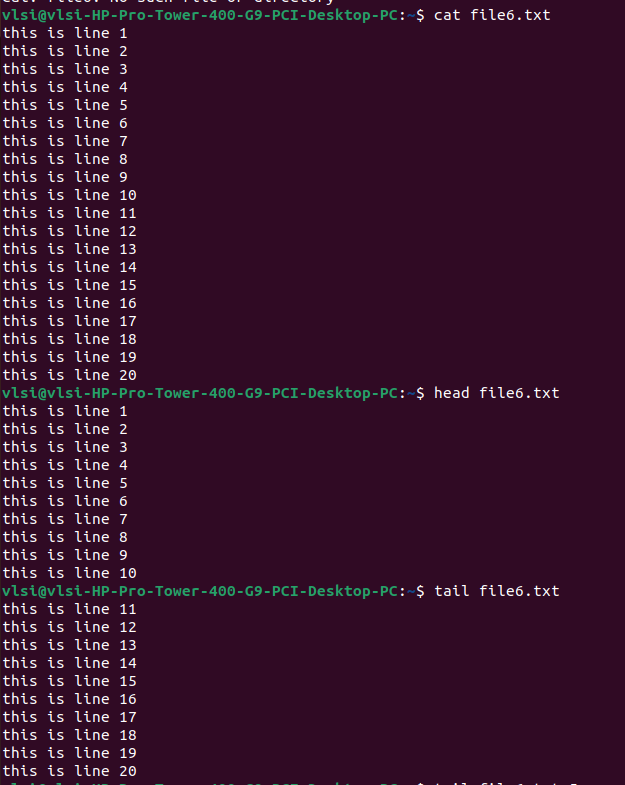 vlsi@vlsi-HP-Pro-Tower-400-G9-PCI-Desktop-PC:~$ cat file6.txt
this is line 1
this is line 2
this is line 3
this is line 4
this is line 5
this is line 6
this is line 7
this is line 8
this is line 9
this is line 10
this is line 11
this is line 12
this is line 13
this is line 14
this is line 15
this is line 16
this is line 17
this is line 18
this is line 19
this is line 20
vlsi@vlsi-HP-Pro-Tower-400-G9-PCI-Desktop-PC:~$ head file6.txt
this is line 1
this is line 2
this is line 3
this is line 4
this is line 5
this is line 6
this is line 7
this is line 8
this is line 9
this is line 10
vlsi@vlsi-HP-Pro-Tower-400-G9-PCI-Desktop-PC:~$ tail file6.txt
this is line 11
this is line 12
this is line 13
this is line 14
this is line 15
this is line 16
this is line 17
this is line 18
this is line 19
this is line 20